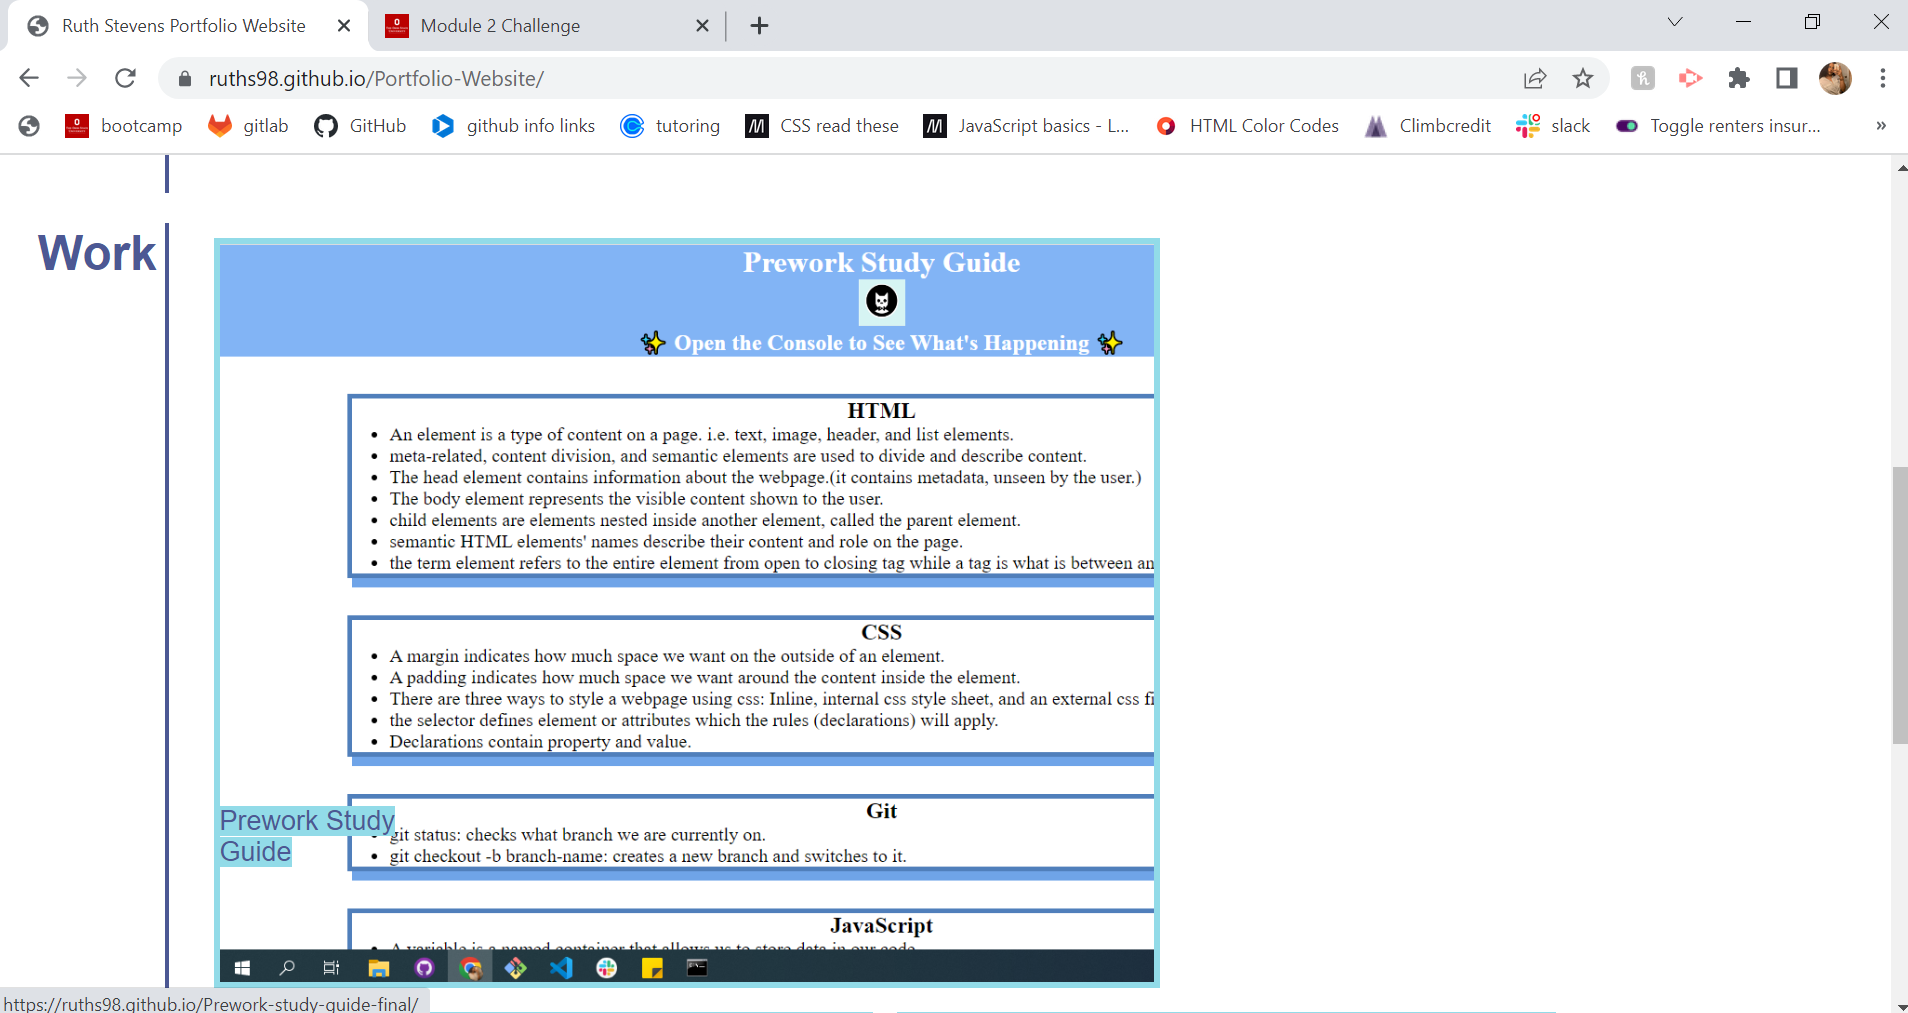 Ruth Stevens Portfolio Website
Module 2 Challenge
ruths98.github.io/Portfolio-Website/
bootcamp
gitlab
GitHub
github info links
tutoring
CSS read these
JavaScript basics - L...
HTML Color Codes
Climbcredit
slack
Toggle renters insur...
»
Work
Prework Study Guide
✨ Open the Console to See What's Happening ✨
HTML
• An element is a type of content on a page. i.e. text, image, header, and list elements.
• meta-related, content division, and semantic elements are used to divide and describe content.
• The head element contains information about the webpage.(it contains metadata, unseen by the user.)
• The body element represents the visible content shown to the user.
• child elements are elements nested inside another element, called the parent element.
• semantic HTML elements' names describe their content and role on the page.
• the term element refers to the entire element from open to closing tag while a tag is what is between an
CSS
• A margin indicates how much space we want on the outside of an element.
• A padding indicates how much space we want around the content inside the element.
• There are three ways to style a webpage using css: Inline, internal css style sheet, and an external css fi
• the selector defines element or attributes which the rules (declarations) will apply.
• Declarations contain property and value.
Git
• git status: checks what branch we are currently on.
• git checkout -b branch-name: creates a new branch and switches to it.
Prework Study
Guide
JavaScript
• A variable is a named container that allows us to store data in our code.
https://ruths98.github.io/Prework-study-guide-final/